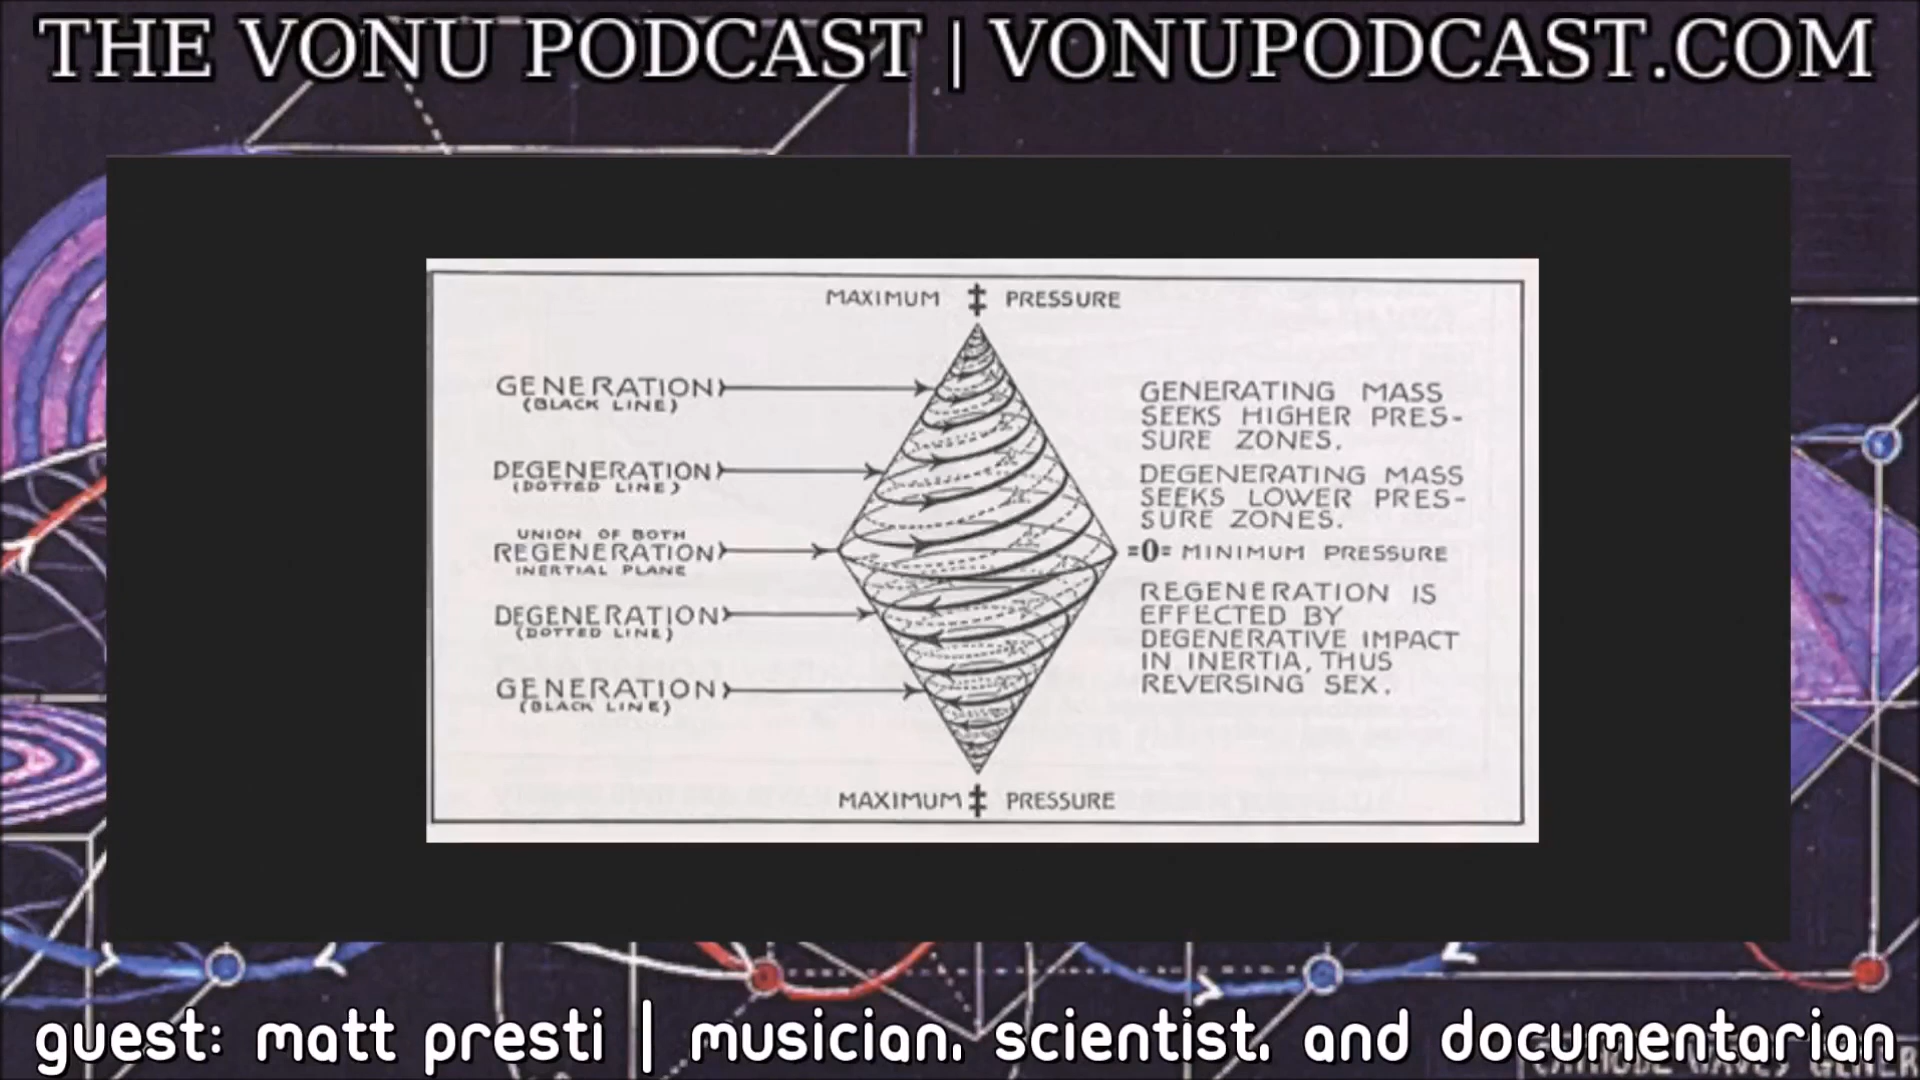 THE VONU PODCAST | VONUPODCAST.COM
MAXIMUM ‡ PRESSURE
GENERATION
(BLACK LINE)
DEGENERATION
(DOTTED LINE)
UNION OF BOTH
REGENERATION
INERTIAL PLANE
DEGENERATION
(DOTTED LINE)
GENERATION
(BLACK LINE)
GENERATING MASS
SEEKS HIGHER PRES-
SURE ZONES.
DEGENERATING MASS
SEEKS LOWER PRES-
SURE ZONES.
=0= MINIMUM PRESSURE
REGENERATION IS
EFFECTED BY
DEGENERATIVE IMPACT
IN INERTIA, THUS
REVERSING SEX.
MAXIMUM ‡ PRESSURE
guest: matt presti | musician, scientist, and documentarian